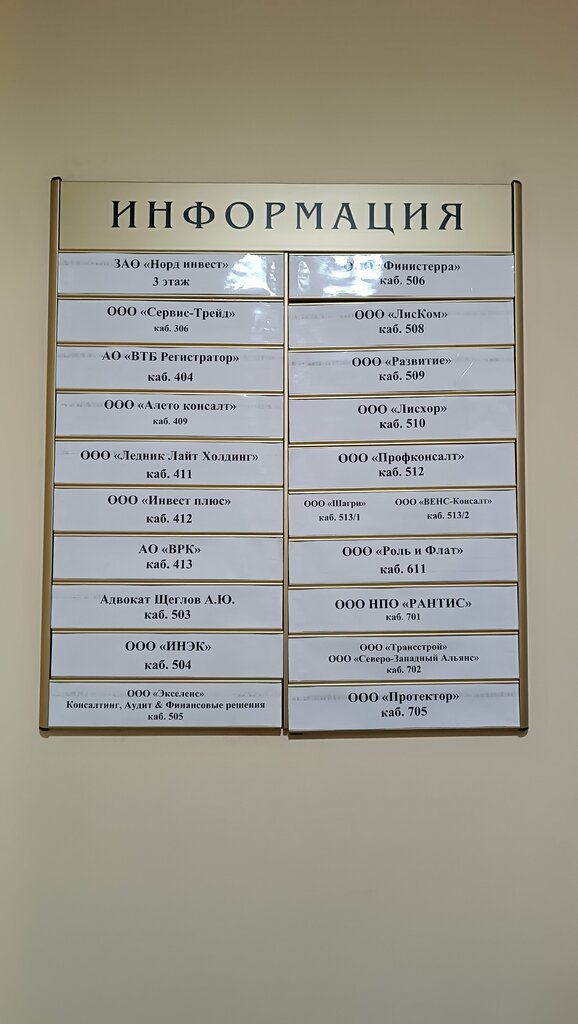 ИНФОРМАЦИЯ
ЗАО «Норд инвест»
3 этаж
ООО «Сервис-Трейд»
каб. 306
АО «ВТБ Регистратор»
каб. 404
ООО «Алето консалт»
каб. 409
ООО «Ледник Лайт Холдинг»
каб. 411
ООО «Инвест плюс»
каб. 412
АО «ВРК»
каб. 413
Адвокат Щеглов А.Ю.
каб. 503
ООО «ИНЭК»
каб. 504
ООО «Экселенс»
Консалтинг, Аудит & Финансовые решения
каб. 505
«Финистерра»
каб. 506
ООО «ЛисКом»
каб. 508
ООО «Развитие»
каб. 509
ООО «Лисхор»
каб. 510
ООО «Профконсалт»
каб. 512
ООО «Шагри»
каб. 513/1
ООО «ВЕНС-Консалт»
каб. 513/2
ООО «Роль и Флат»
каб. 611
ООО НПО «РАНТИС»
каб. 701
ООО «Трансстрой»
ООО «Северо-Западный Альянс»
каб. 702
ООО «Протектор»
каб. 705